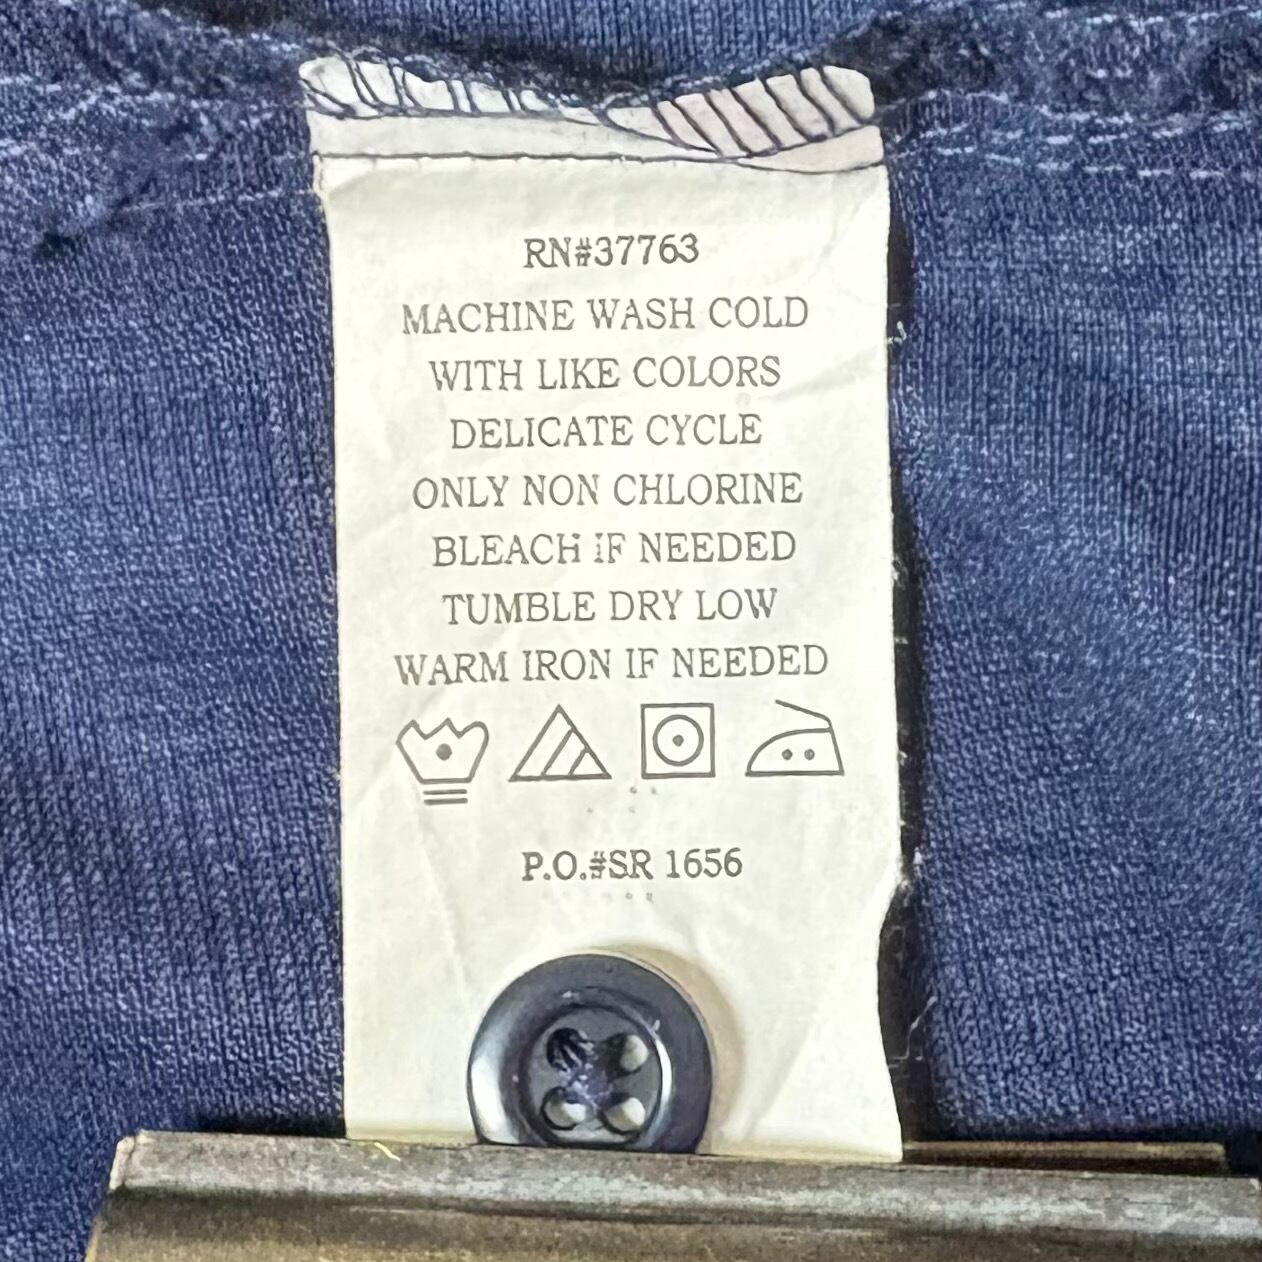 RN#37763
MACHINE WASH COLD
WITH LIKE COLORS
DELICATE CYCLE
ONLY NON CHLORINE
BLEACH IF NEEDED
TUMBLE DRY LOW
WARM IRON IF NEEDED
P.O.#SR 1656